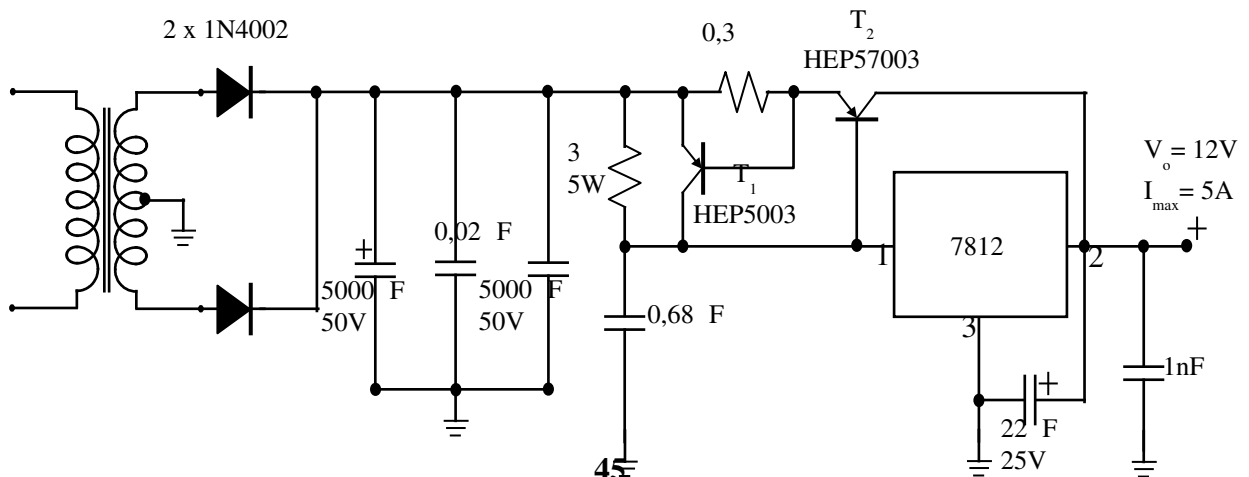 2 x 1N4002
0,3
T2
HEP57003
3
5W
T1
HEP5003
Vo= 12V
Imax= 5A
+
1
7812
2
3
+
5000 F
50V
0,02 F
5000 F
50V
0,68 F
+
22 F
25V
1nF
45